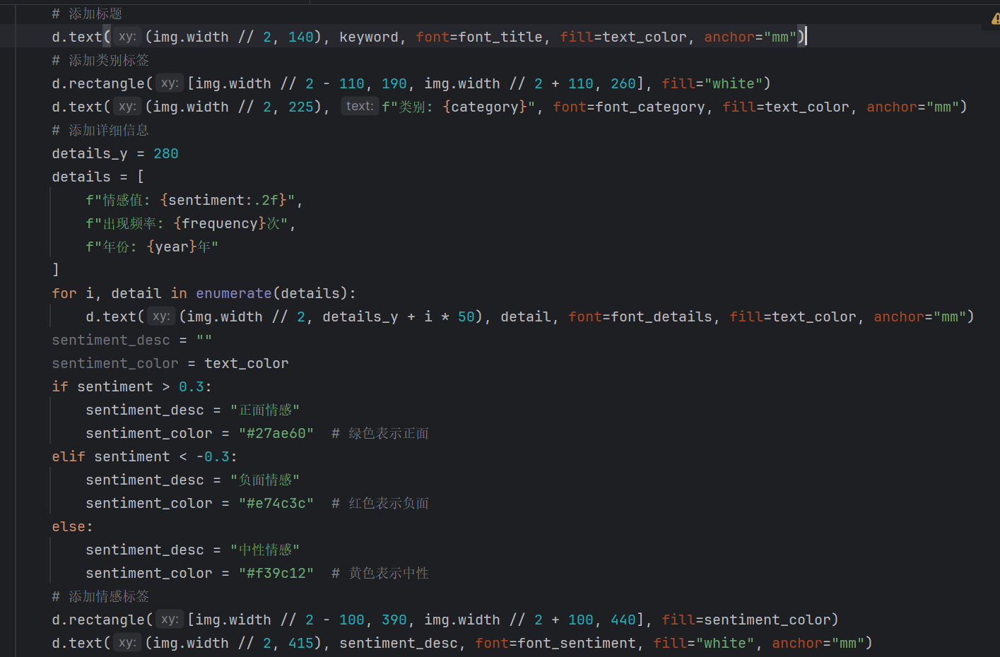 # 添加标题
d.text( xy: (img.width // 2, 140), keyword, font=font_title, fill=text_color, anchor="mm")
# 添加类别标签
d.rectangle( xy: [img.width // 2 - 110, 190, img.width // 2 + 110, 260], fill="white")
d.text( xy: (img.width // 2, 225), text: f"类别: {category}", font=font_category, fill=text_color, anchor="mm")
# 添加详细信息
details_y = 280
details = [
    f"情感值: {sentiment:.2f}",
    f"出现频率: {frequency}次",
    f"年份: {year}年"
]
for i, detail in enumerate(details):
    d.text( xy: (img.width // 2, details_y + i * 50), detail, font=font_details, fill=text_color, anchor="mm")
sentiment_desc = ""
sentiment_color = text_color
if sentiment > 0.3:
    sentiment_desc = "正面情感"
    sentiment_color = "#27ae60"  # 绿色表示正面
elif sentiment < -0.3:
    sentiment_desc = "负面情感"
    sentiment_color = "#e74c3c"  # 红色表示负面
else:
    sentiment_desc = "中性情感"
    sentiment_color = "#f39c12"  # 黄色表示中性
# 添加情感标签
d.rectangle( xy: [img.width // 2 - 100, 390, img.width // 2 + 100, 440], fill=sentiment_color)
d.text( xy: (img.width // 2, 415), sentiment_desc, font=font_sentiment, fill="white", anchor="mm")